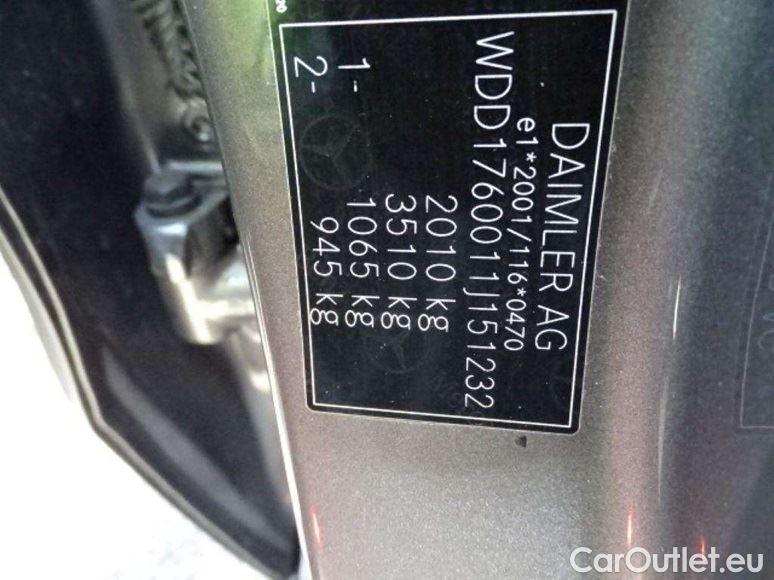 DAIMLER AG
e1*2001/116*0470
WDD1760011J151232
2010 kg
3510 kg
1- 1065 kg
2- 945 kg
CarOutlet.eu